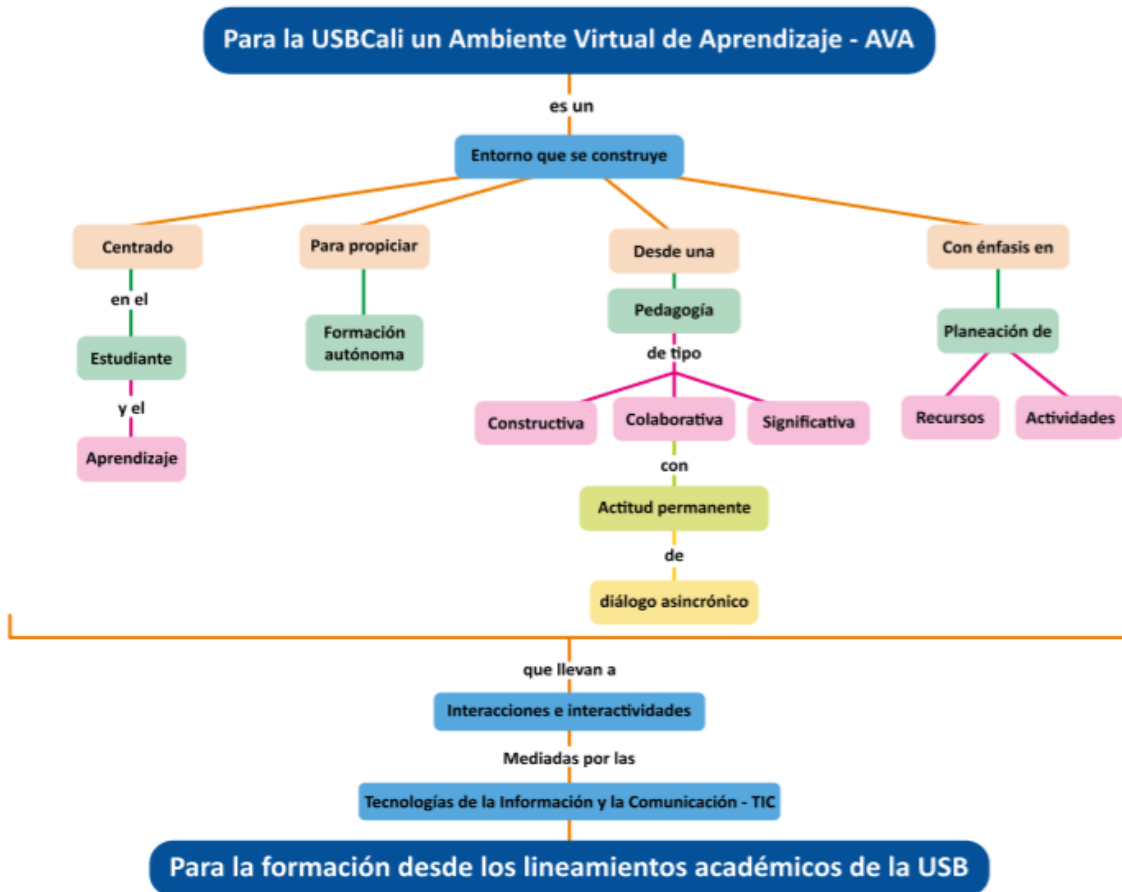 Para la USBCali un Ambiente Virtual de Aprendizaje - AVA
es un
Entorno que se construye
Centrado
en el
Estudiante
y el
Aprendizaje
Para propiciar
Formación
autónoma
Desde una
Pedagogía
de tipo
Constructiva
Colaborativa
Significativa
con
Actitud permanente
de
diálogo asincrónico
Con énfasis en
Planeación de
Recursos
Actividades
que llevan a
Interacciones e interactividades
Mediadas por las
Tecnologías de la Información y la Comunicación - TIC
Para la formación desde los lineamientos académicos de la USB